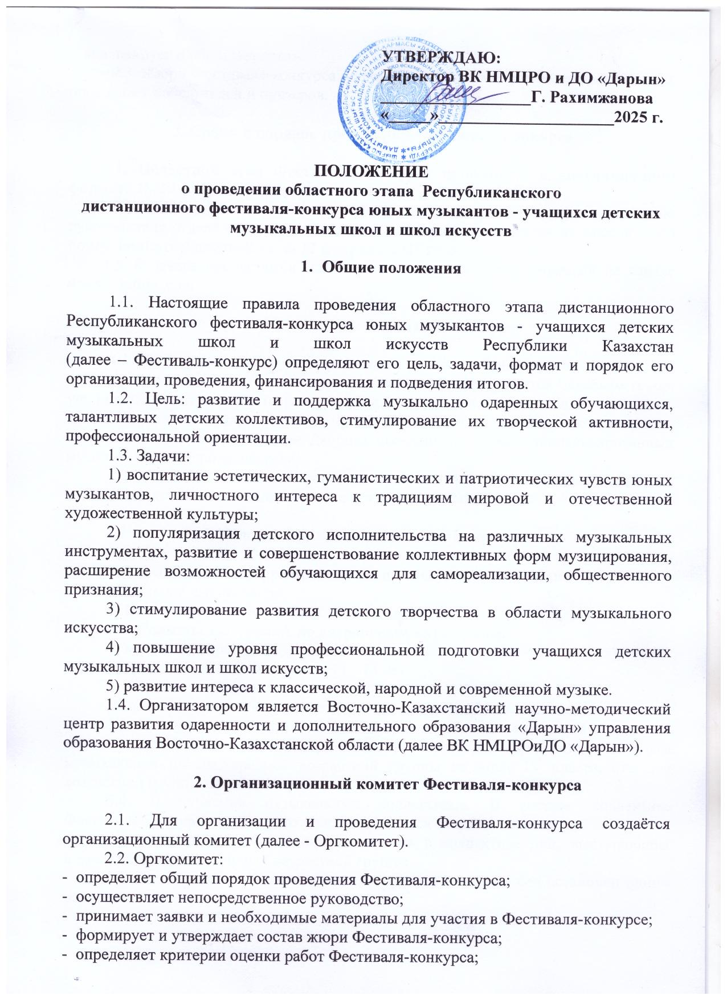 УТВЕРЖДАЮ:
Директор ВК НМЦРО и ДО «Дарын»
__________________Г. Рахимжанова
«_____»_____________________2025 г.
ПОЛОЖЕНИЕ
о проведении областного этапа Республиканского
дистанционного фестиваля-конкурса юных музыкантов - учащихся детских
музыкальных школ и школ искусств
1. Общие положения
1.1. Настоящие правила проведения областного этапа дистанционного
Республиканского фестиваля-конкурса юных музыкантов - учащихся детских
музыкальных школ и школ искусств Республики Казахстан
(далее – Фестиваль-конкурс) определяют его цель, задачи, формат и порядок его
организации, проведения, финансирования и подведения итогов.
1.2. Цель: развитие и поддержка музыкально одаренных обучающихся,
талантливых детских коллективов, стимулирование их творческой активности,
профессиональной ориентации.
1.3. Задачи:
1) воспитание эстетических, гуманистических и патриотических чувств юных
музыкантов, личностного интереса к традициям мировой и отечественной
художественной культуры;
2) популяризация детского исполнительства на различных музыкальных
инструментах, развитие и совершенствование коллективных форм музицирования,
расширение возможностей обучающихся для самореализации, общественного
признания;
3) стимулирование развития детского творчества в области музыкального
искусства;
4) повышение уровня профессиональной подготовки учащихся детских
музыкальных школ и школ искусств;
5) развитие интереса к классической, народной и современной музыке.
1.4. Организатором является Восточно-Казахстанский научно-методический
центр развития одаренности и дополнительного образования «Дарын» управления
образования Восточно-Казахстанской области (далее ВК НМЦРОиДО «Дарын»).
2. Организационный комитет Фестиваля-конкурса
2.1. Для организации и проведения Фестиваля-конкурса создаётся
организационный комитет (далее - Оргкомитет).
2.2. Оргкомитет:
- определяет общий порядок проведения Фестиваля-конкурса;
- осуществляет непосредственное руководство;
- принимает заявки и необходимые материалы для участия в Фестиваля-конкурсе;
- формирует и утверждает состав жюри Фестиваля-конкурса;
- определяет критерии оценки работ Фестиваля-конкурса;